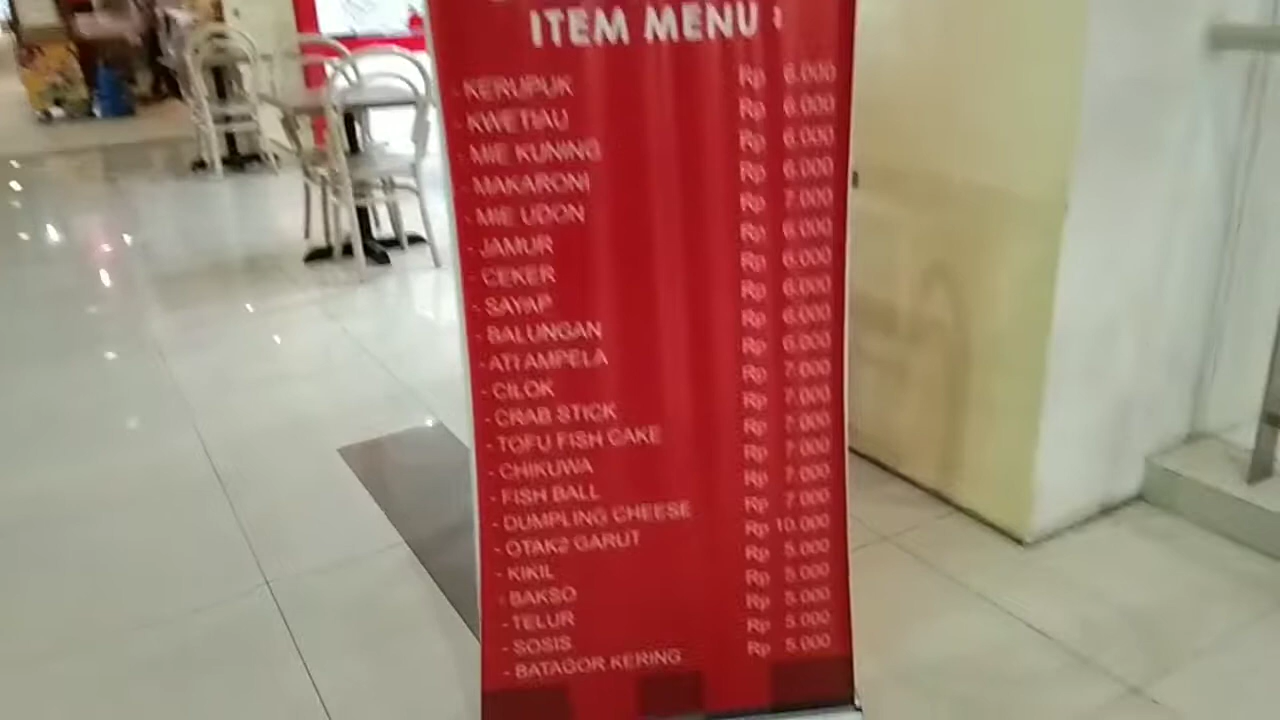 ITEM MENU :
- KERUPUK Rp 6.000
- KWETIAU Rp 6.000
- MIE KUNING Rp 6.000
- MAKARONI Rp 6.000
- MIE UDON Rp 7.000
- JAMUR Rp 6.000
- CEKER Rp 6.000
- SAYAP Rp 6.000
- BALUNGAN Rp 6.000
- ATI AMPELA Rp 6.000
- CILOK Rp 7.000
- CRAB STICK Rp 7.000
- TOFU FISH CAKE Rp 7.000
- CHIKUWA Rp 7.000
- FISH BALL Rp 7.000
- DUMPLING CHEESE Rp 7.000
- OTAK2 GARUT Rp 10.000
- KIKIL Rp 5.000
- BAKSO Rp 5.000
- TELUR Rp 5.000
- SOSIS Rp 5.000
- BATAGOR KERING Rp 5.000